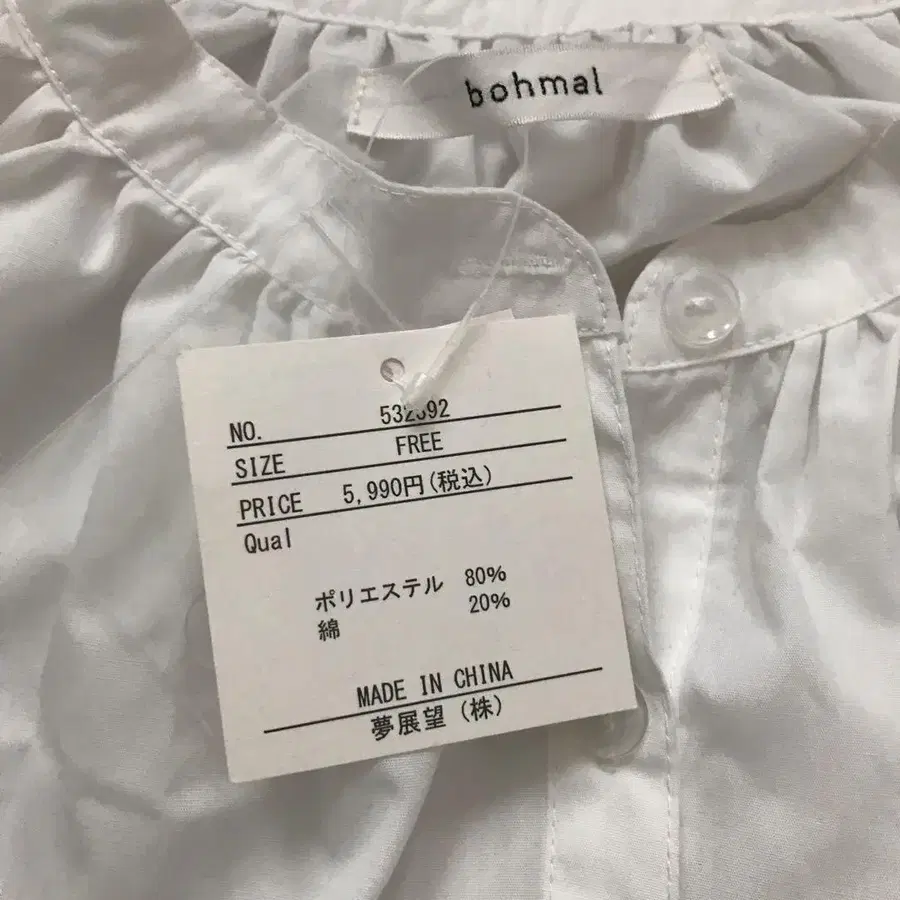 bohmal
NO.
SIZE FREE
PRICE 5,990円(税込)
Qual
ポリエステル 80%
綿 20%
MADE IN CHINA
夢展望(株)